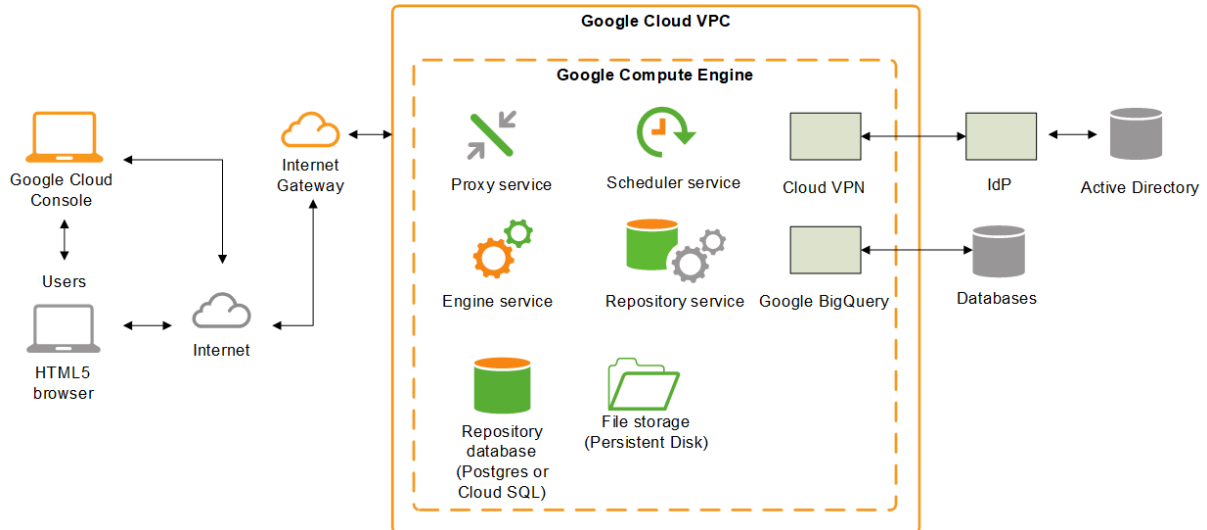 Google Cloud VPC
Google Compute Engine
Google Cloud
Console
Users
HTML5
browser
Internet
Internet
Gateway
Proxy service
Scheduler service
Cloud VPN
IdP
Active Directory
Engine service
Repository service
Google BigQuery
Databases
Repository
database
(Postgres or
Cloud SQL)
File storage
(Persistent Disk)